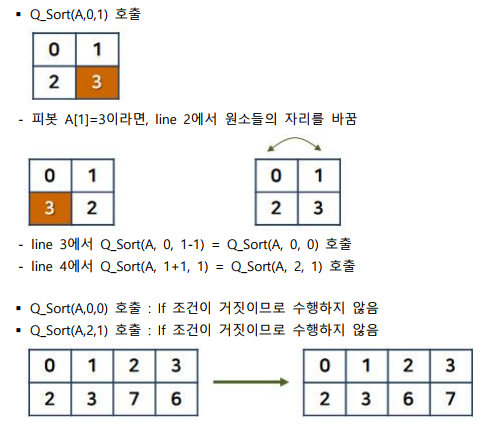 ▪ Q_Sort(A,0,1) 호출
0 1
2 3
- 피봇 A[1]=3이라면, line 2에서 원소들의 자리를 바꿈
0 1
3 2
0 1
2 3
- line 3에서 Q_Sort(A, 0, 1-1) = Q_Sort(A, 0, 0) 호출
- line 4에서 Q_Sort(A, 1+1, 1) = Q_Sort(A, 2, 1) 호출
▪ Q_Sort(A,0,0) 호출 : If 조건이 거짓이므로 수행하지 않음
▪ Q_Sort(A,2,1) 호출 : If 조건이 거짓이므로 수행하지 않음
0 1 2 3
2 3 7 6
0 1 2 3
2 3 6 7